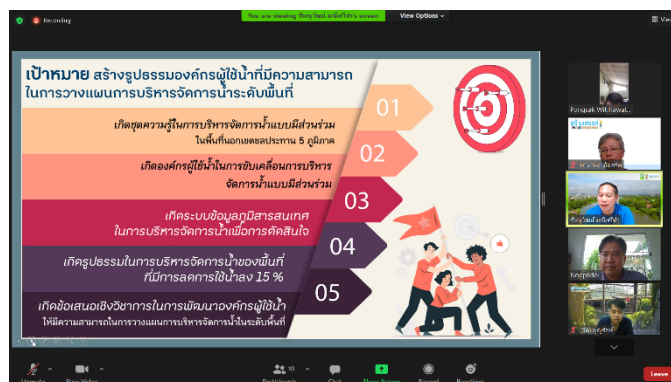 Recording
You are viewing
screen
View Options
View
เป้าหมาย สร้างรูปธรรมองค์กรผู้ใช้น้ำที่มีความสามารถ
ในการวางแผนการบริหารจัดการน้ำระดับพื้นที่
01
เกิดชุดความรู้ในการบริหารจัดการน้ำแบบมีส่วนร่วม
ในพื้นที่นอกเขตชลประทาน 5 ภูมิภาค
02
เกิดองค์กรผู้ใช้น้ำในการขับเคลื่อนการบริหาร
จัดการน้ำแบบมีส่วนร่วม
03
เกิดระบบข้อมูลภูมิสารสนเทศ
ในการบริหารจัดการน้ำเพื่อการตัดสินใจ
04
เกิดรูปธรรมในการบริหารจัดการน้ำของพื้นที่
ที่มีการลดการใช้น้ำลง 15 %
05
เกิดข้อเสนอเชิงวิชาการในการพัฒนาองค์กรผู้ใช้น้ำ
ให้มีความสามารถในการวางแผนการบริหารจัดการน้ำในระดับพื้นที่
Pongsak
Noppadol
Unmute
Stop Video
Participants
10
Chat
Share Screen
Record
Reactions
Leave